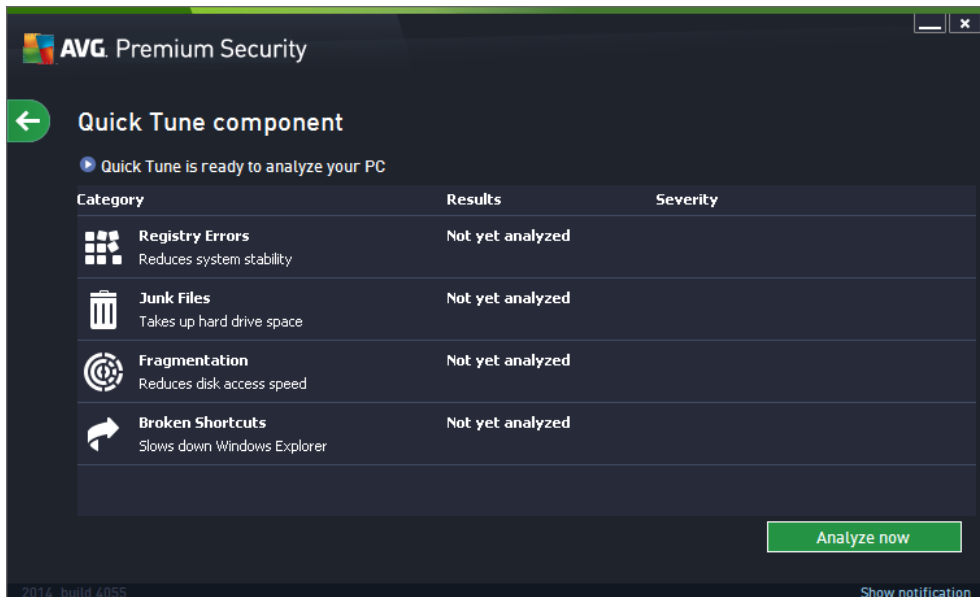 AVG. Premium Security
Quick Tune component
Quick Tune is ready to analyze your PC
Category Results Severity
Registry Errors Not yet analyzed
Reduces system stability
Junk Files Not yet analyzed
Takes up hard drive space
Fragmentation Not yet analyzed
Reduces disk access speed
Broken Shortcuts Not yet analyzed
Slows down Windows Explorer
Analyze now
2014 build 4055 Show notification